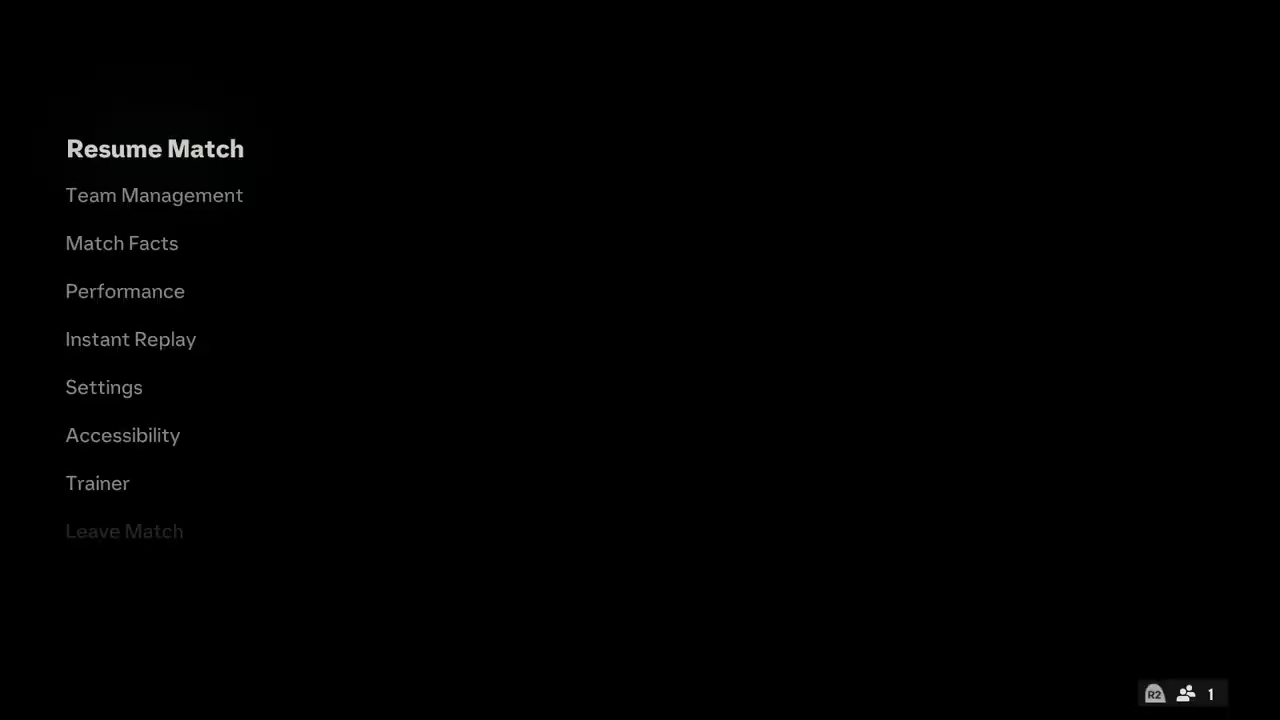 Resume Match
Team Management
Match Facts
Performance
Instant Replay
Settings
Accessibility
Trainer
Leave Match
R2 1